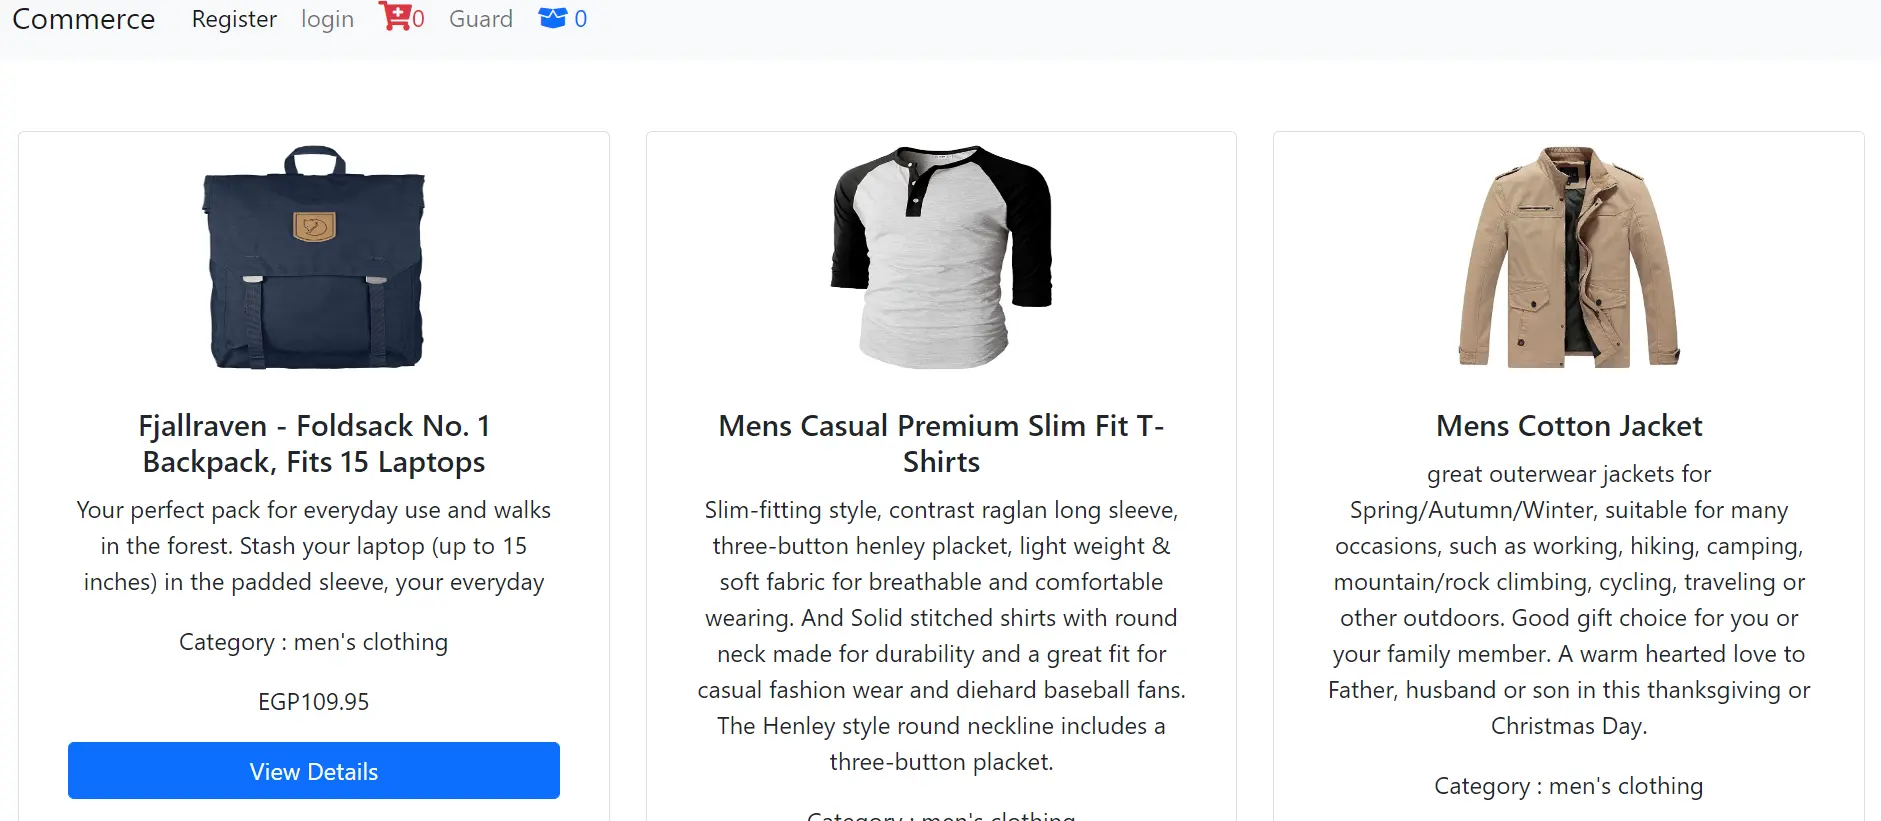 Commerce Register login 0 Guard 0
Fjallraven - Foldsack No. 1
Backpack, Fits 15 Laptops
Your perfect pack for everyday use and walks
in the forest. Stash your laptop (up to 15
inches) in the padded sleeve, your everyday
Category : men's clothing
EGP109.95
View Details
Mens Casual Premium Slim Fit T-
Shirts
Slim-fitting style, contrast raglan long sleeve,
three-button henley placket, light weight &
soft fabric for breathable and comfortable
wearing. And Solid stitched shirts with round
neck made for durability and a great fit for
casual fashion wear and diehard baseball fans.
The Henley style round neckline includes a
three-button placket.
Category : men's clothing
Mens Cotton Jacket
great outerwear jackets for
Spring/Autumn/Winter, suitable for many
occasions, such as working, hiking, camping,
mountain/rock climbing, cycling, traveling or
other outdoors. Good gift choice for you or
your family member. A warm hearted love to
Father, husband or son in this thanksgiving or
Christmas Day.
Category : men's clothing